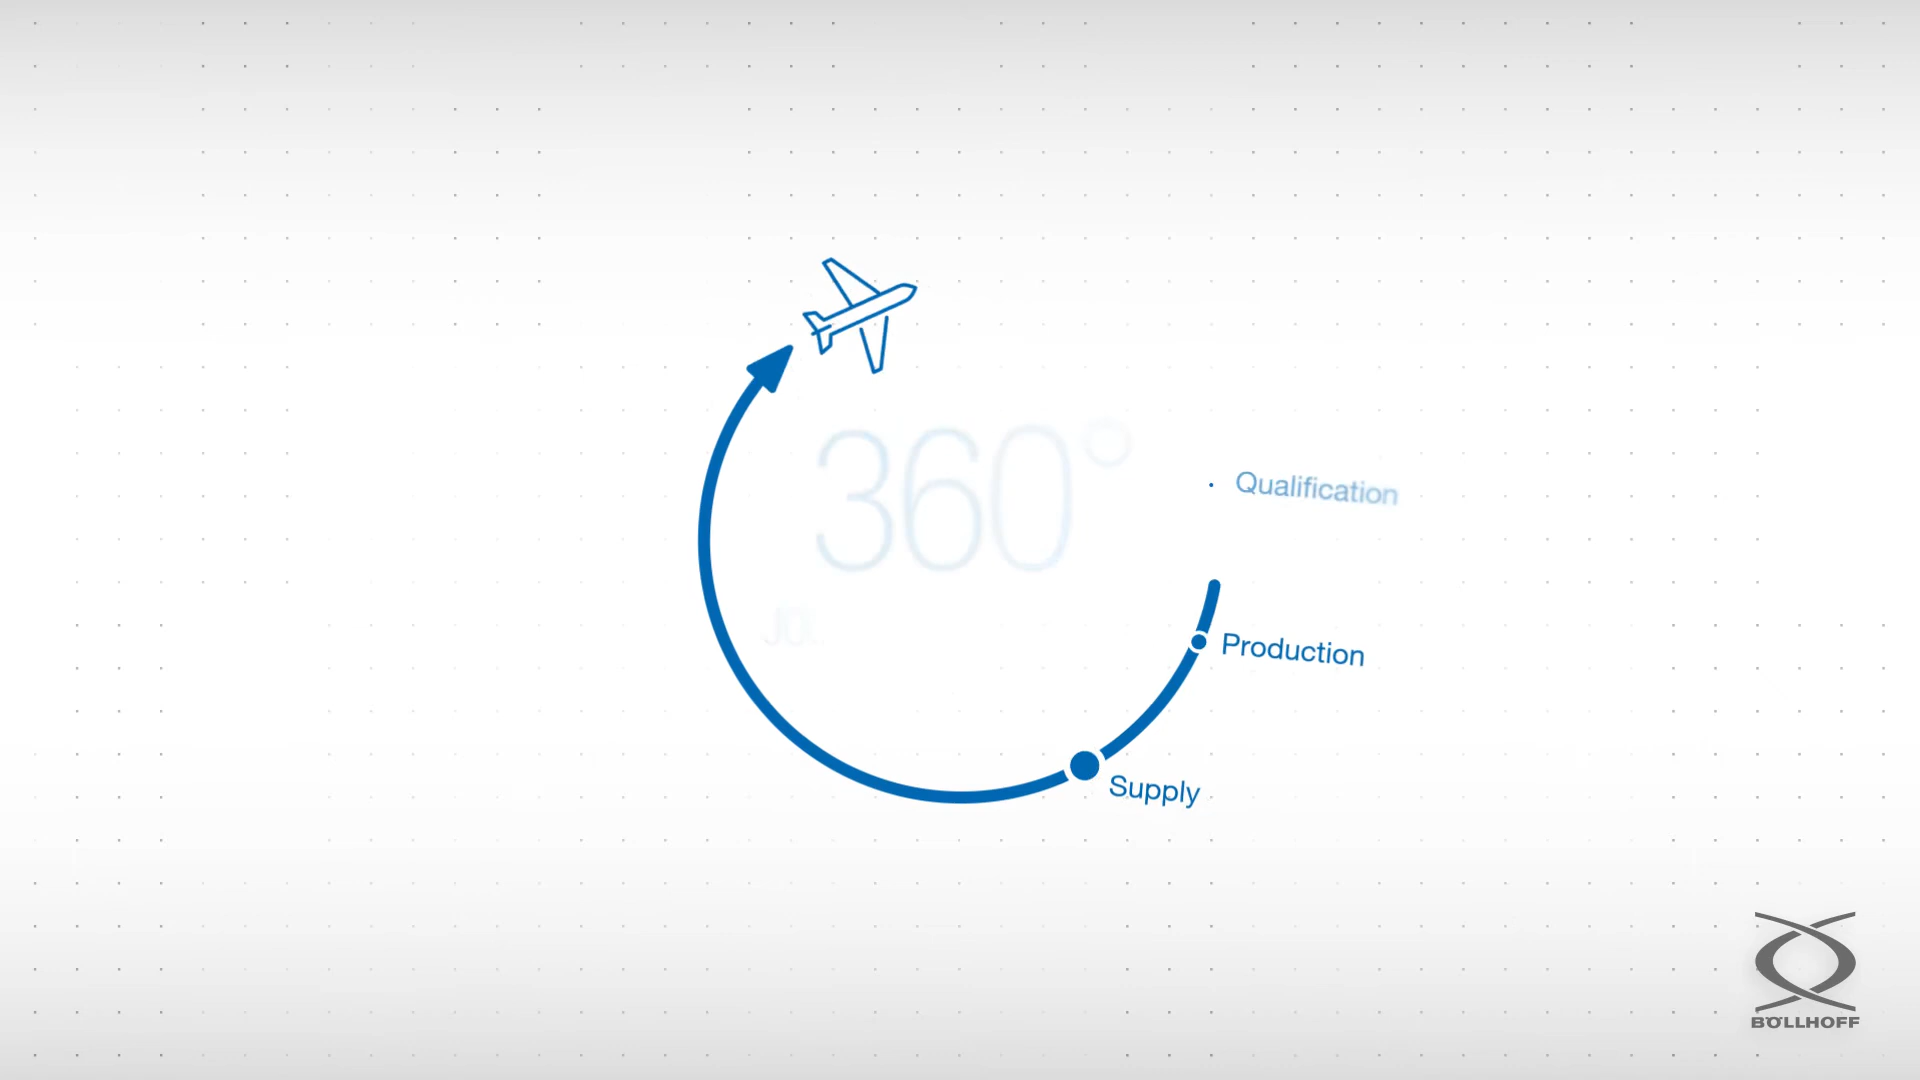 360°
Qualification
Production
Supply
BÖLLHOFF